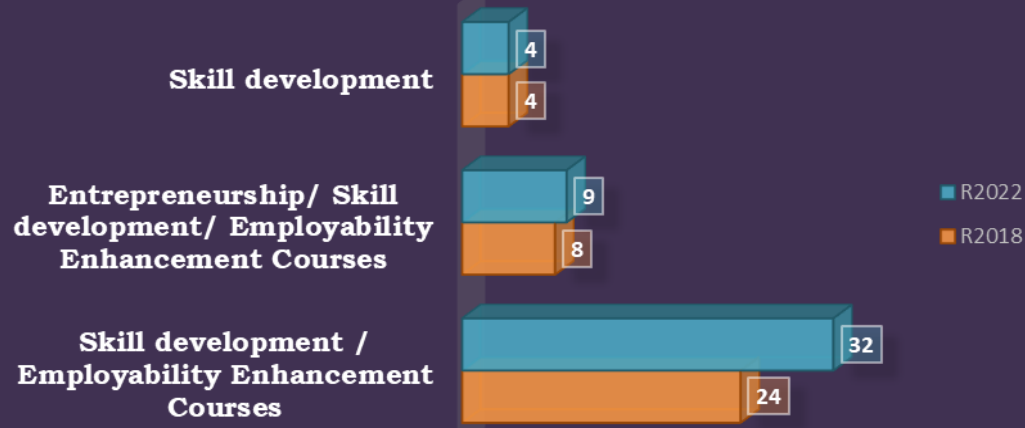 Skill development
4
4
Entrepreneurship/ Skill
development/ Employability
Enhancement Courses
9
8
Skill development /
Employability Enhancement
Courses
32
24
R2022
R2018